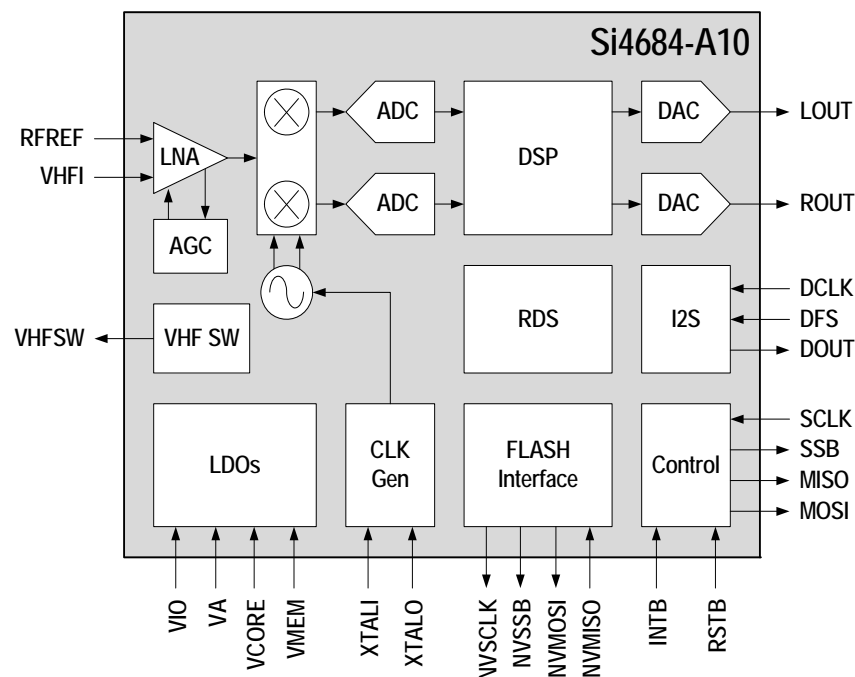 Si4684-A10
RFREF
VHFI
LNA
AGC
ADC
ADC
DSP
DAC
DAC
LOUT
ROUT
VHFSW
VHF SW
RDS
I2S
DCLK
DFS
DOUT
LDOs
CLK
Gen
FLASH
Interface
Control
SCLK
SSB
MISO
MOSI
VIO
VA
VCORE
VMEM
XTALI
XTALO
NVSCLK
NVSSB
NVMOSI
NVMISO
INTB
RSTB